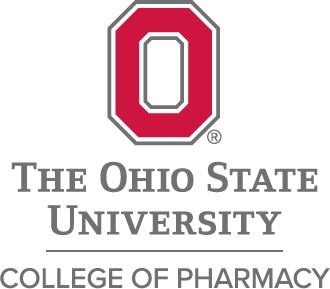 O®
THE OHIO STATE
UNIVERSITY
COLLEGE OF PHARMACY